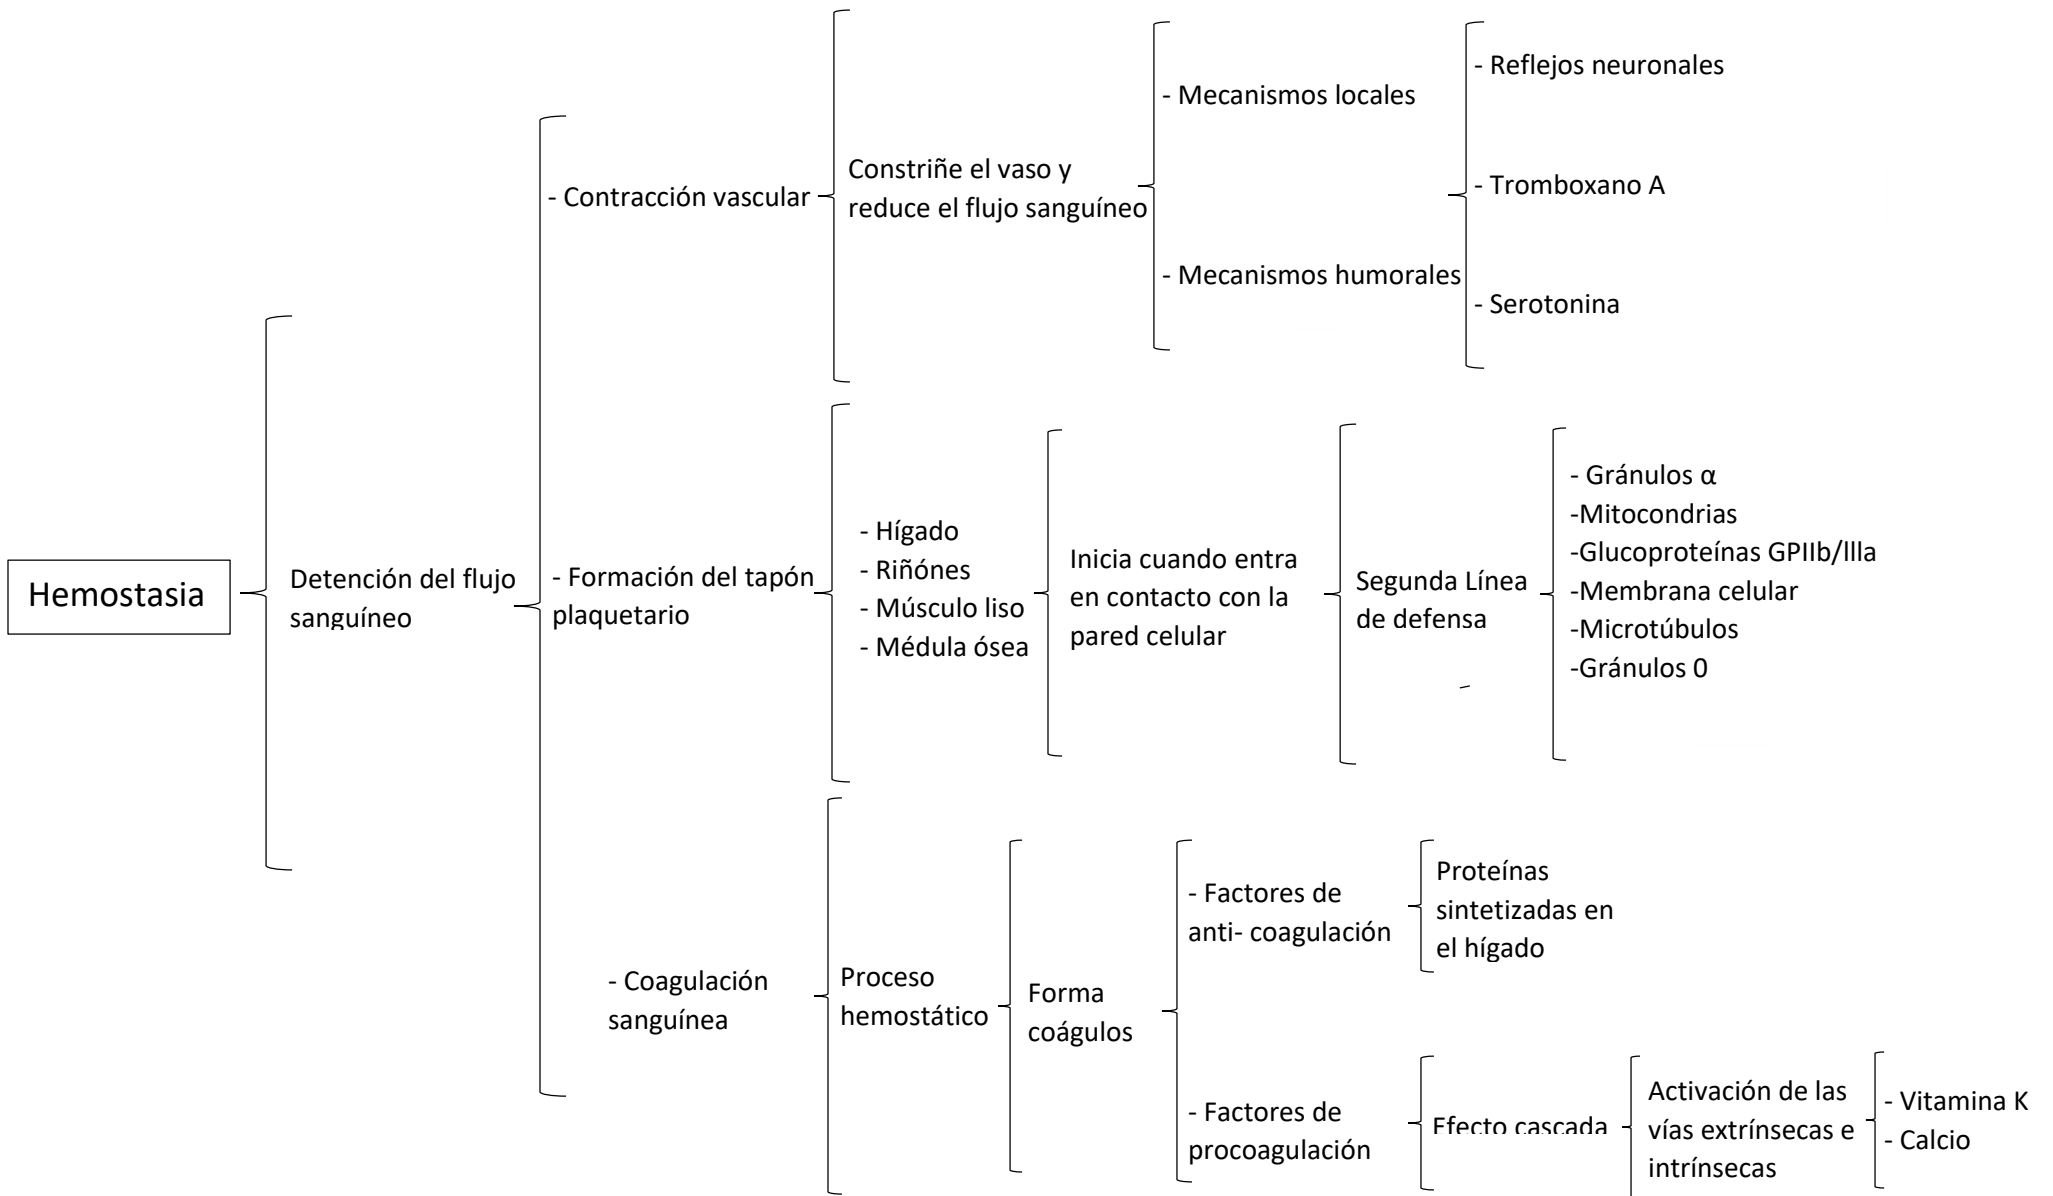 Hemostasia
Detención del flujo
sanguíneo
- Contracción vascular
Constriñe el vaso y
reduce el flujo sanguíneo
- Mecanismos locales
- Mecanismos humorales
- Reflejos neuronales
- Tromboxano A
- Serotonina
- Formación del tapón
plaquetario
- Hígado
- Riñónes
- Músculo liso
- Médula ósea
Inicia cuando entra
en contacto con la
pared celular
Segunda Línea
de defensa
- Gránulos α
-Mitocondrias
-Glucoproteínas GPIIb/llla
-Membrana celular
-Microtúbulos
-Gránulos 0
- Coagulación
sanguínea
Proceso
hemostático
Forma
coágulos
- Factores de
anti- coagulación
Proteínas
sintetizadas en
el hígado
- Factores de
procoagulación
Efecto cascada
Activación de las
vías extrínsecas e
intrínsecas
- Vitamina K
- Calcio